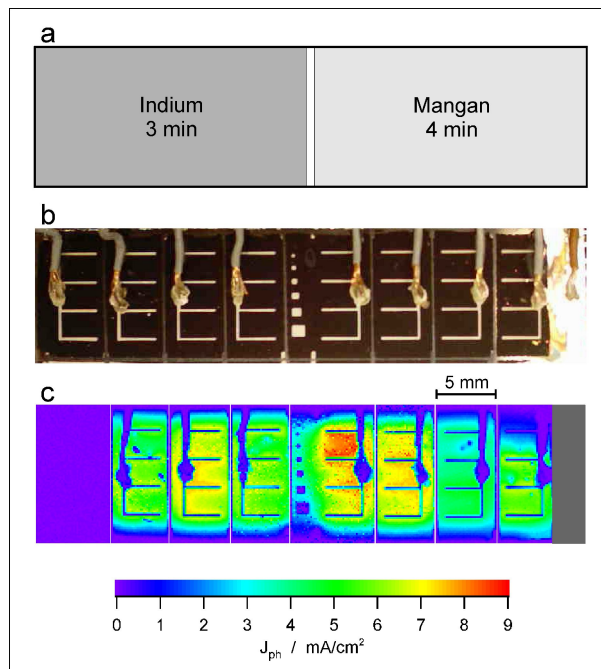 a
Indium
3 min
Mangan
4 min
b
c
5 mm
0 1 2 3 4 5 6 7 8 9
J_ph / mA/cm²